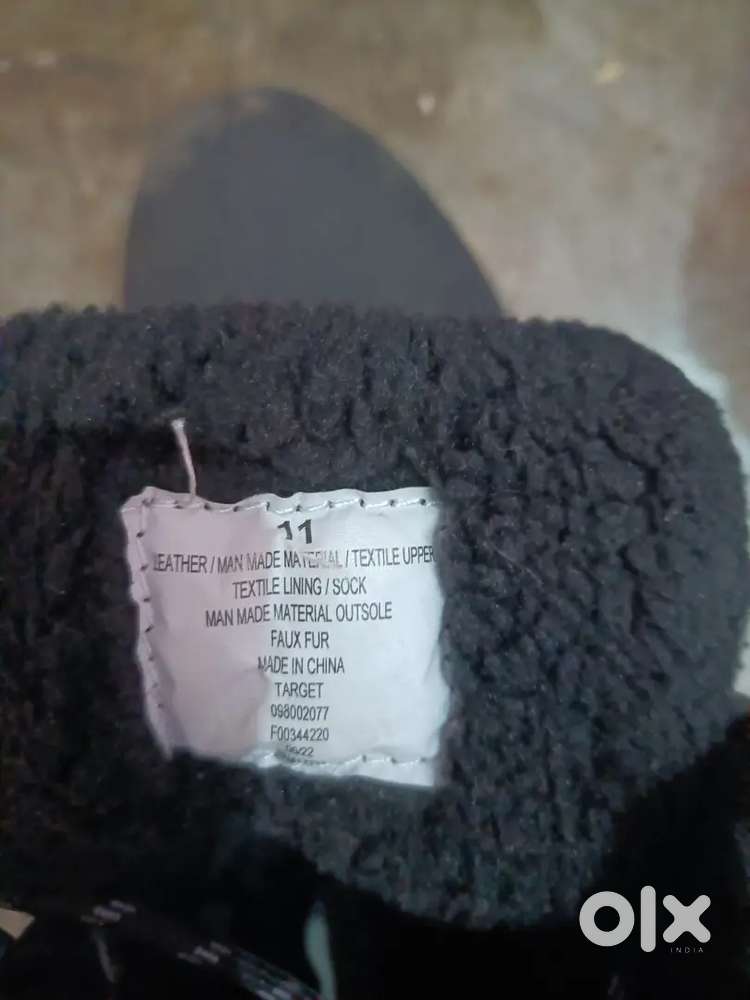 11
LEATHER / MAN MADE MATERIAL / TEXTILE UPPER
TEXTILE LINING / SOCK
MAN MADE MATERIAL OUTSOLE
FAUX FUR
MADE IN CHINA
TARGET
098002077
F00344220
olx
INDIA